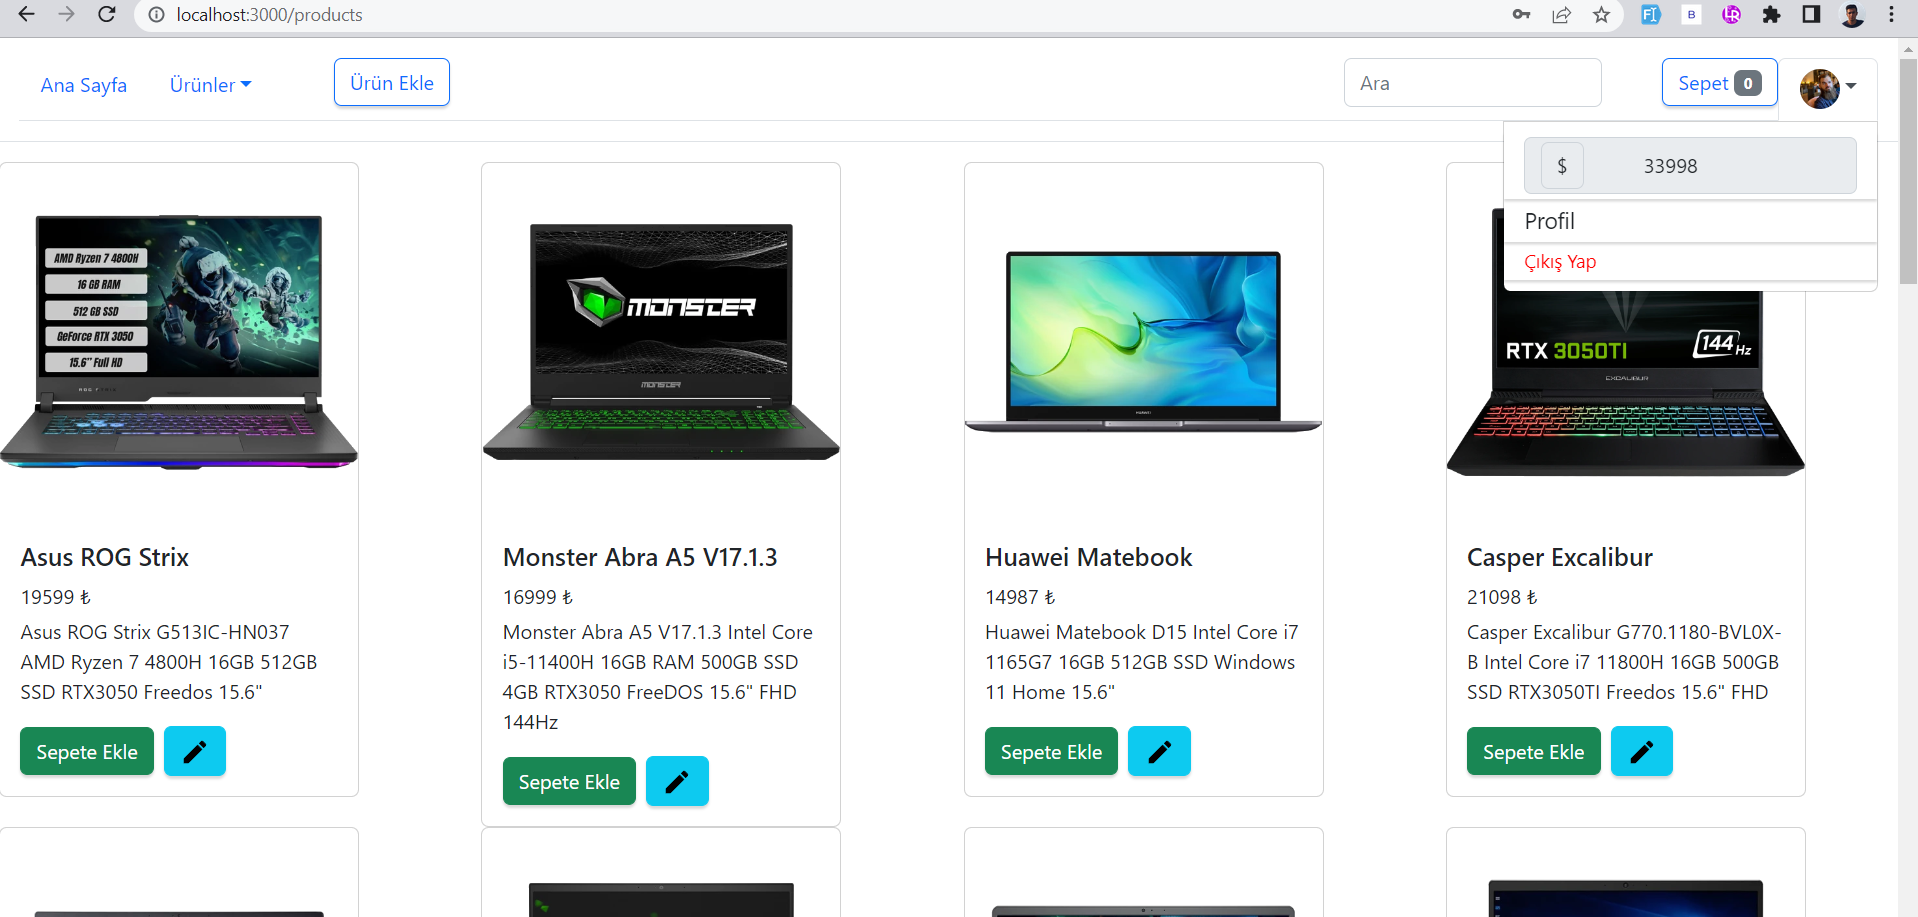 localhost:3000/products
B
Ana Sayfa
Ürünler
Ürün Ekle
Ara
Sepet 0
$ 33998
Profil
Çıkış Yap
AMD Ryzen 7 4800H
16 GB RAM
512 GB SSD
GeForce RTX 3050
15.6" Full HD
MONSTER
MONSTER
HUAWEI
RTX 3050TI
144 Hz
EXCALIBUR
Asus ROG Strix
19599 ₺
Asus ROG Strix G513IC-HN037
AMD Ryzen 7 4800H 16GB 512GB
SSD RTX3050 Freedos 15.6"
Sepete Ekle
Monster Abra A5 V17.1.3
16999 ₺
Monster Abra A5 V17.1.3 Intel Core
i5-11400H 16GB RAM 500GB SSD
4GB RTX3050 FreeDOS 15.6" FHD
144Hz
Sepete Ekle
Huawei Matebook
14987 ₺
Huawei Matebook D15 Intel Core i7
1165G7 16GB 512GB SSD Windows
11 Home 15.6"
Sepete Ekle
Casper Excalibur
21098 ₺
Casper Excalibur G770.1180-BVL0X-
B Intel Core i7 11800H 16GB 500GB
SSD RTX3050TI Freedos 15.6" FHD
Sepete Ekle